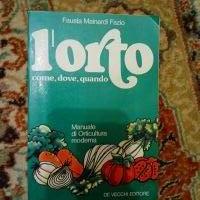 Fausta Mainardi Fazio
l'orto
come, dove, quando
Manuale
di Orticultura
moderna
DE VECCHI EDITORE